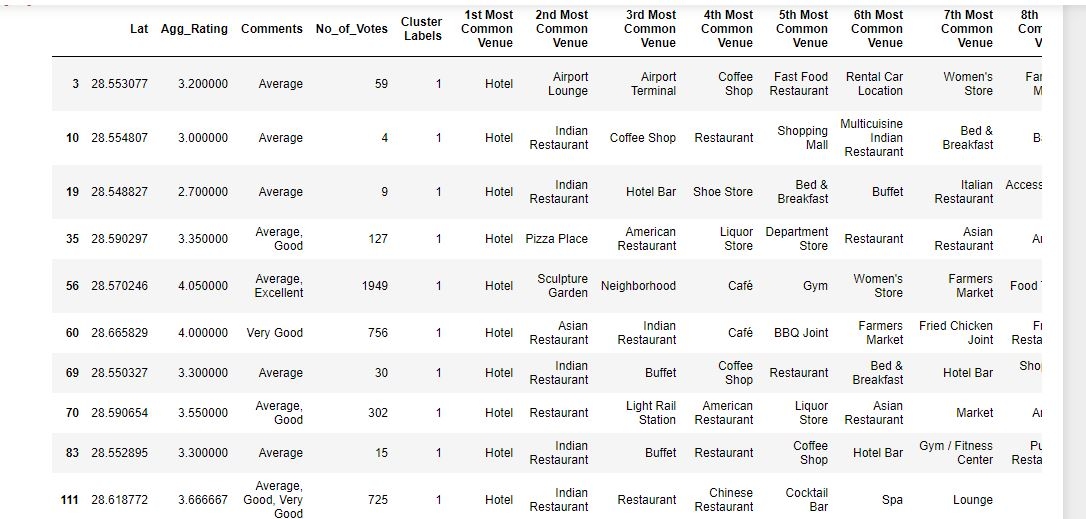 Lat Agg_Rating Comments No_of_Votes Cluster Labels 1st Most Common Venue 2nd Most Common Venue 3rd Most Common Venue 4th Most Common Venue 5th Most Common Venue 6th Most Common Venue 7th Most Common Venue 8th
3 28.553077 3.200000 Average 59 1 Hotel Airport Lounge Airport Terminal Coffee Shop Fast Food Restaurant Rental Car Location Women's Store
10 28.554807 3.000000 Average 4 1 Hotel Indian Restaurant Coffee Shop Restaurant Shopping Mall Multicuisine Indian Restaurant Bed & Breakfast
19 28.548827 2.700000 Average 9 1 Hotel Indian Restaurant Hotel Bar Shoe Store Bed & Breakfast Buffet Italian Restaurant
35 28.590297 3.350000 Average, Good 127 1 Hotel Pizza Place American Restaurant Liquor Store Department Store Restaurant Asian Restaurant
56 28.570246 4.050000 Average, Excellent 1949 1 Hotel Sculpture Garden Neighborhood Café Gym Women's Store Farmers Market Food
60 28.665829 4.000000 Very Good 756 1 Hotel Asian Restaurant Indian Restaurant Café BBQ Joint Farmers Market Fried Chicken Joint
69 28.550327 3.300000 Average 30 1 Hotel Indian Restaurant Buffet Coffee Shop Restaurant Bed & Breakfast Hotel Bar
70 28.590654 3.550000 Average, Good 302 1 Hotel Restaurant Light Rail Station American Restaurant Liquor Store Asian Restaurant Market
83 28.552895 3.300000 Average 15 1 Hotel Indian Restaurant Buffet Restaurant Coffee Shop Hotel Bar Gym / Fitness Center
111 28.618772 3.666667 Average, Good, Very Good 725 1 Hotel Indian Restaurant Restaurant Chinese Restaurant Cocktail Bar Spa Lounge